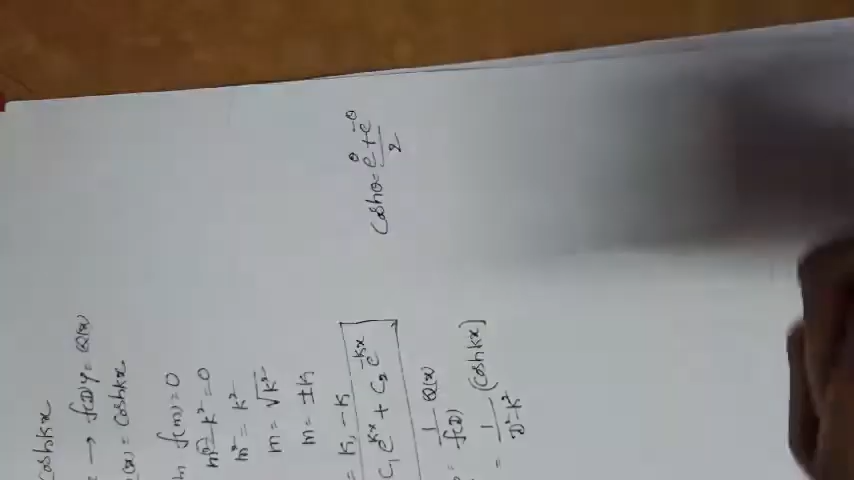 coshkx
→ f(D)y = Q(x)
(x) = coshkx
f(m) = 0
m² - k² = 0
m² = k²
m = √k²
m = ±k
= k, -k
C₁e^kx + C₂e^-kx
= 1/f(D) Q(x)
= 1/D²-k² (coshkx)
coshθ = e^θ + e^-θ / 2